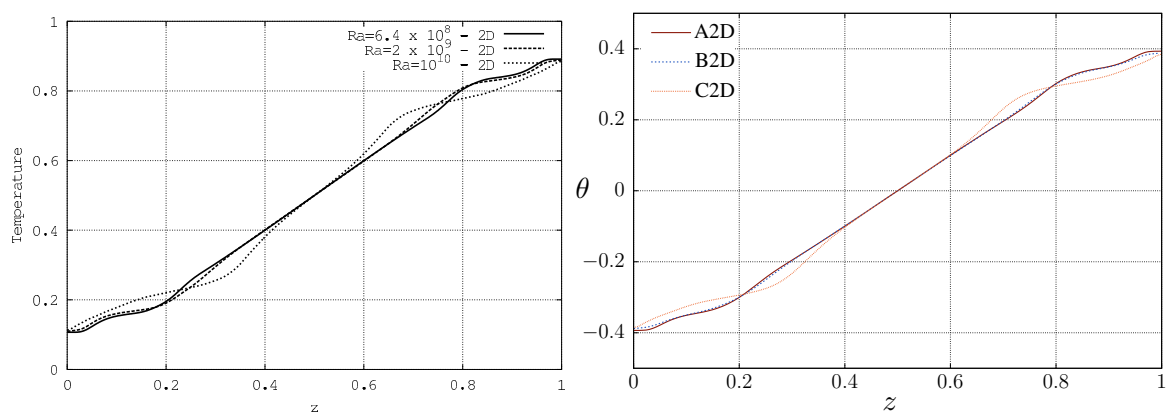 Ra=6.4 x 10^8 - 2D
Ra=2 x 10^9 - 2D
Ra=10^10 - 2D
Temperature
1
0.8
0.6
0.4
0.2
0
0 0.2 0.4 0.6 0.8 1
z
A2D
B2D
C2D
θ
0.4
0.2
0
−0.2
−0.4
0 0.2 0.4 0.6 0.8 1
z